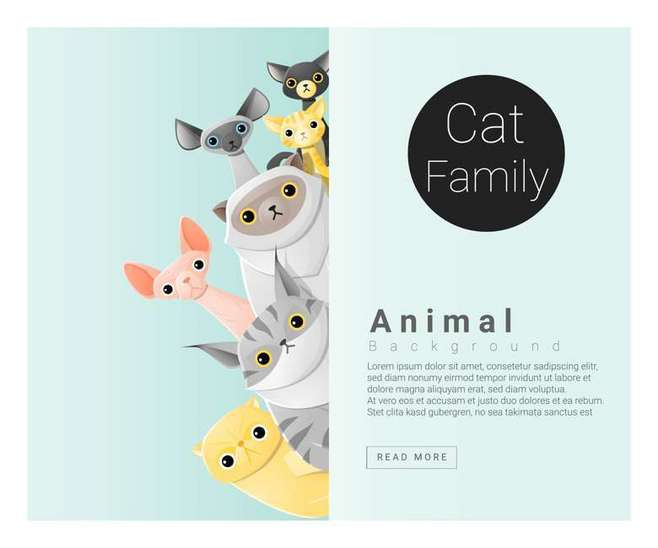 Cat
Family
Animal
Background
Lorem ipsum dolor sit amet, consetetur sadipscing elitr,
sed diam nonumy eirmod tempor invidunt ut labore
et dolore magna aliquyam erat, sed diam voluptua.
At vero eos et accusam et justo duo dolores et ea rebum.
Stet clita kasd gubergren, no sea takimata sanctus est
READ MORE